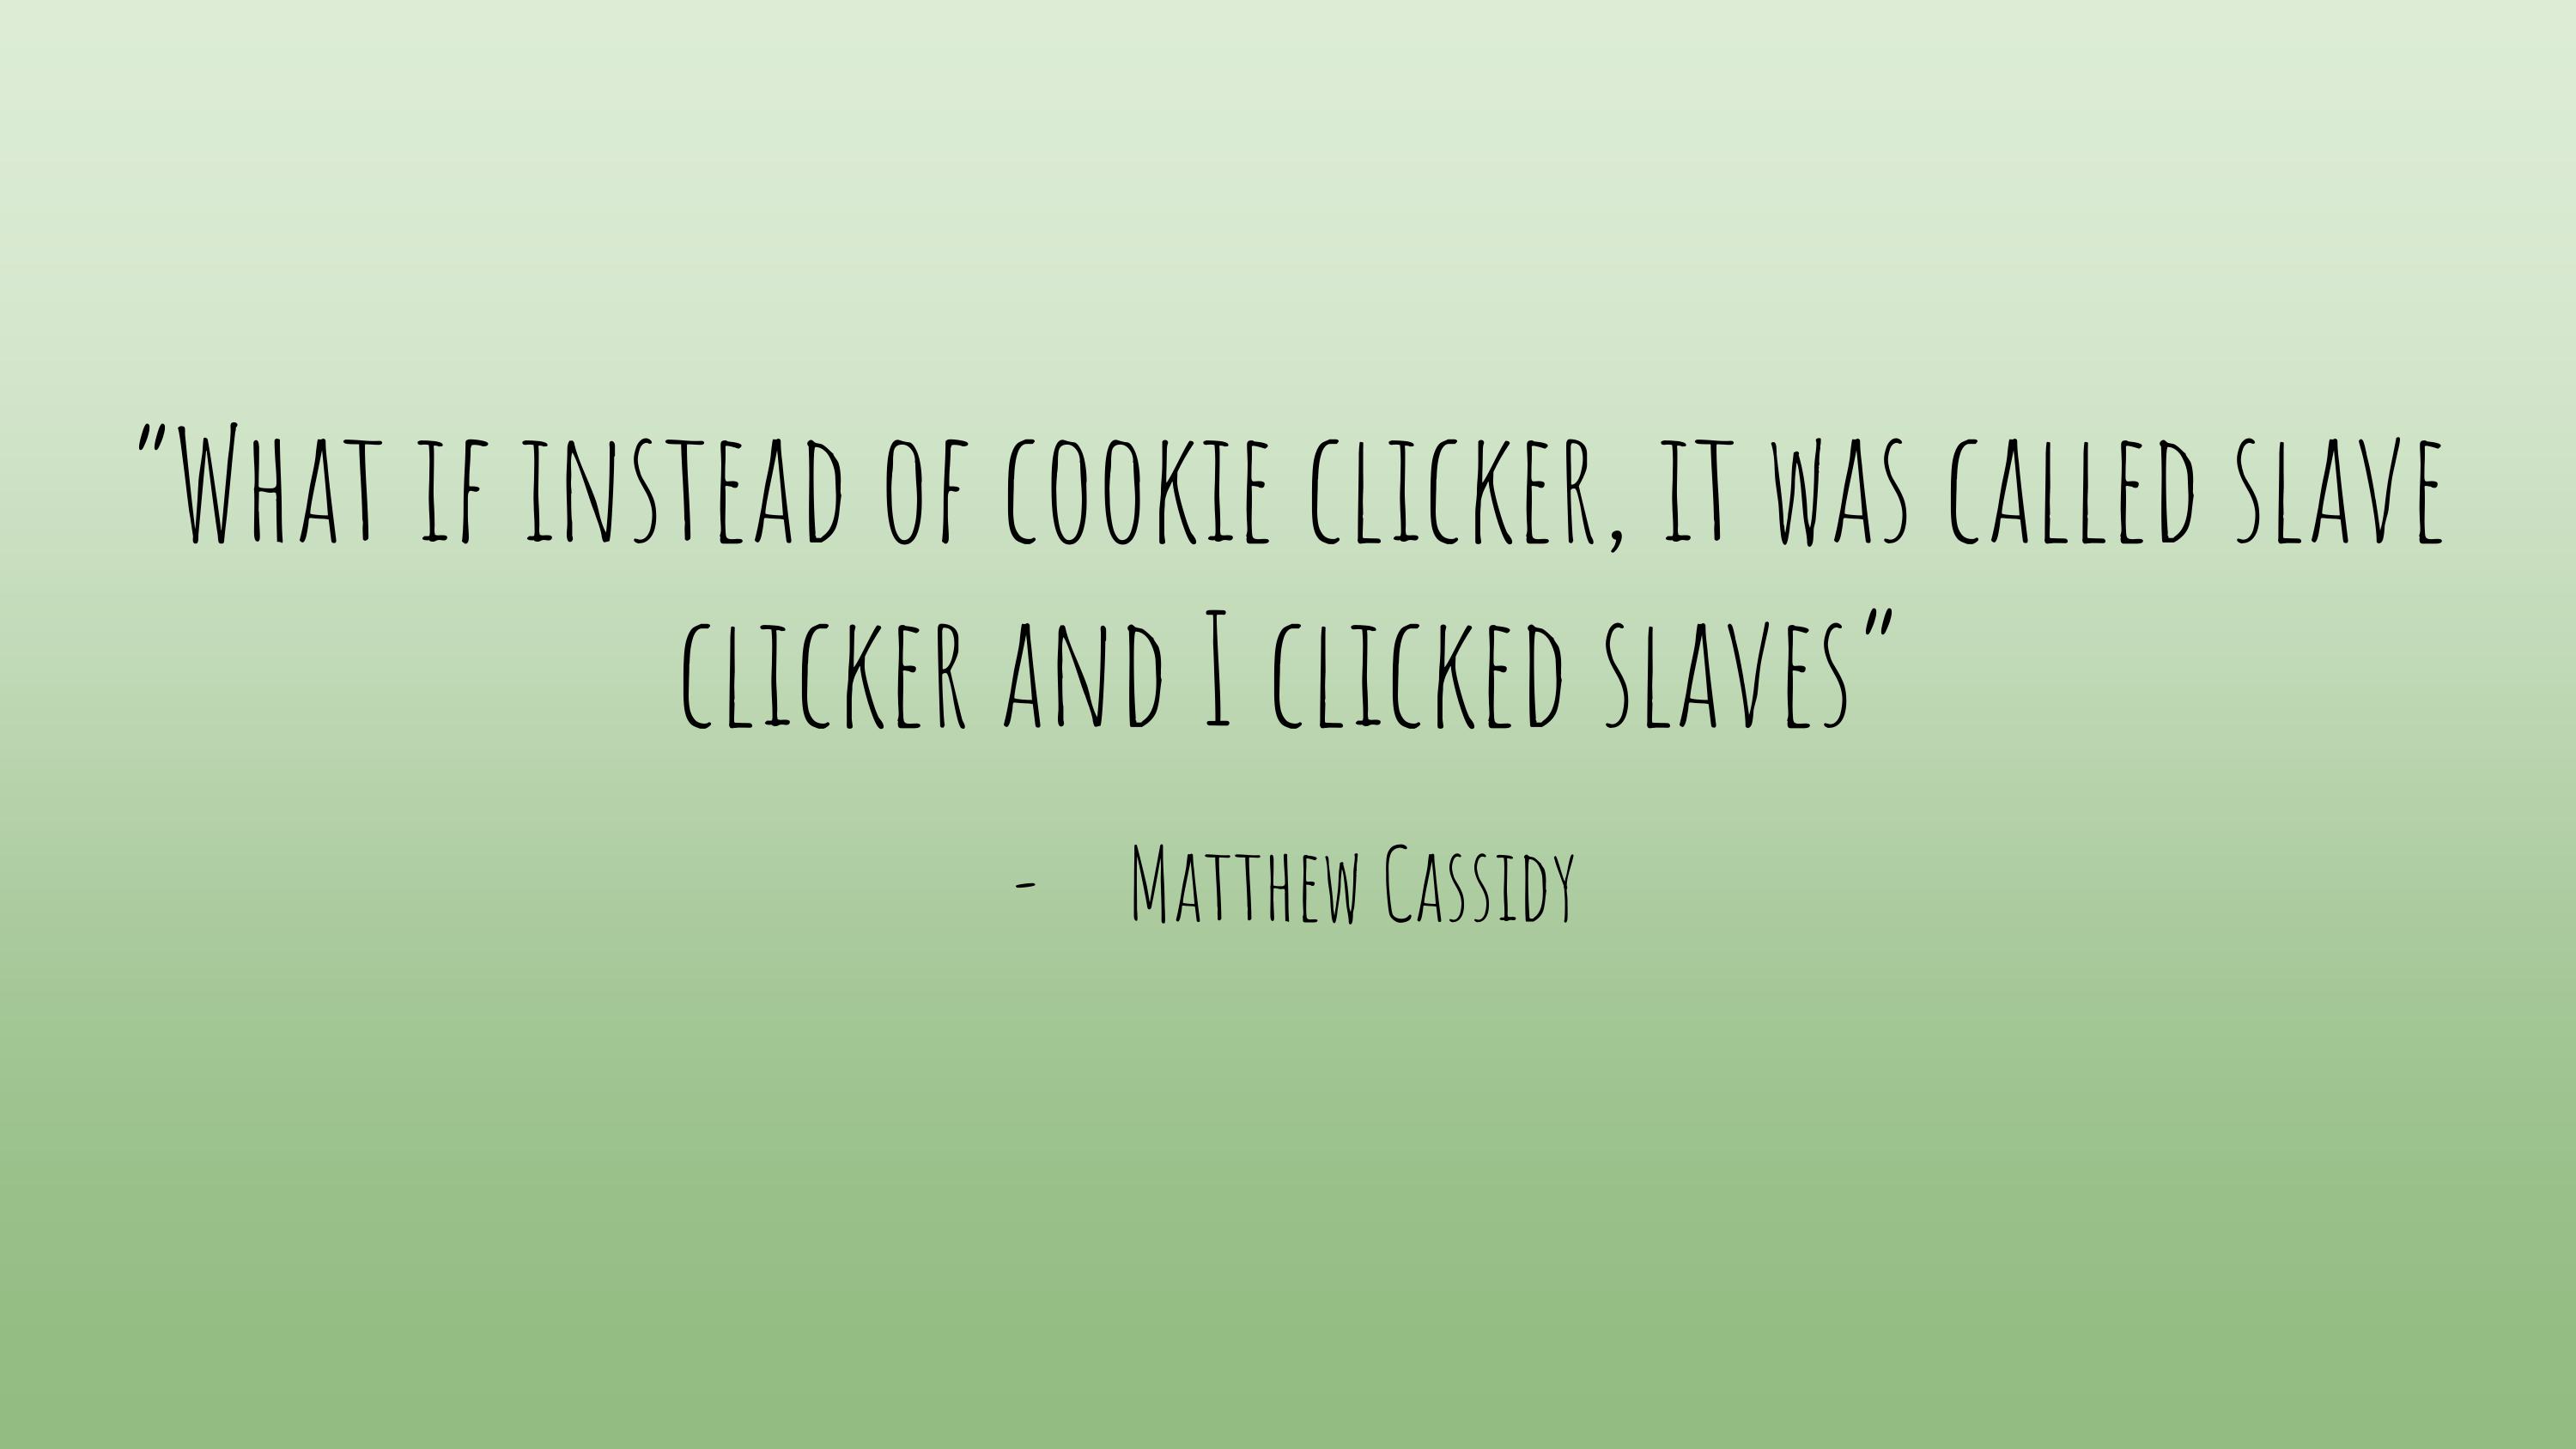 "What if instead of cookie clicker, it was called slave
clicker and I clicked slaves"
- Matthew Cassidy